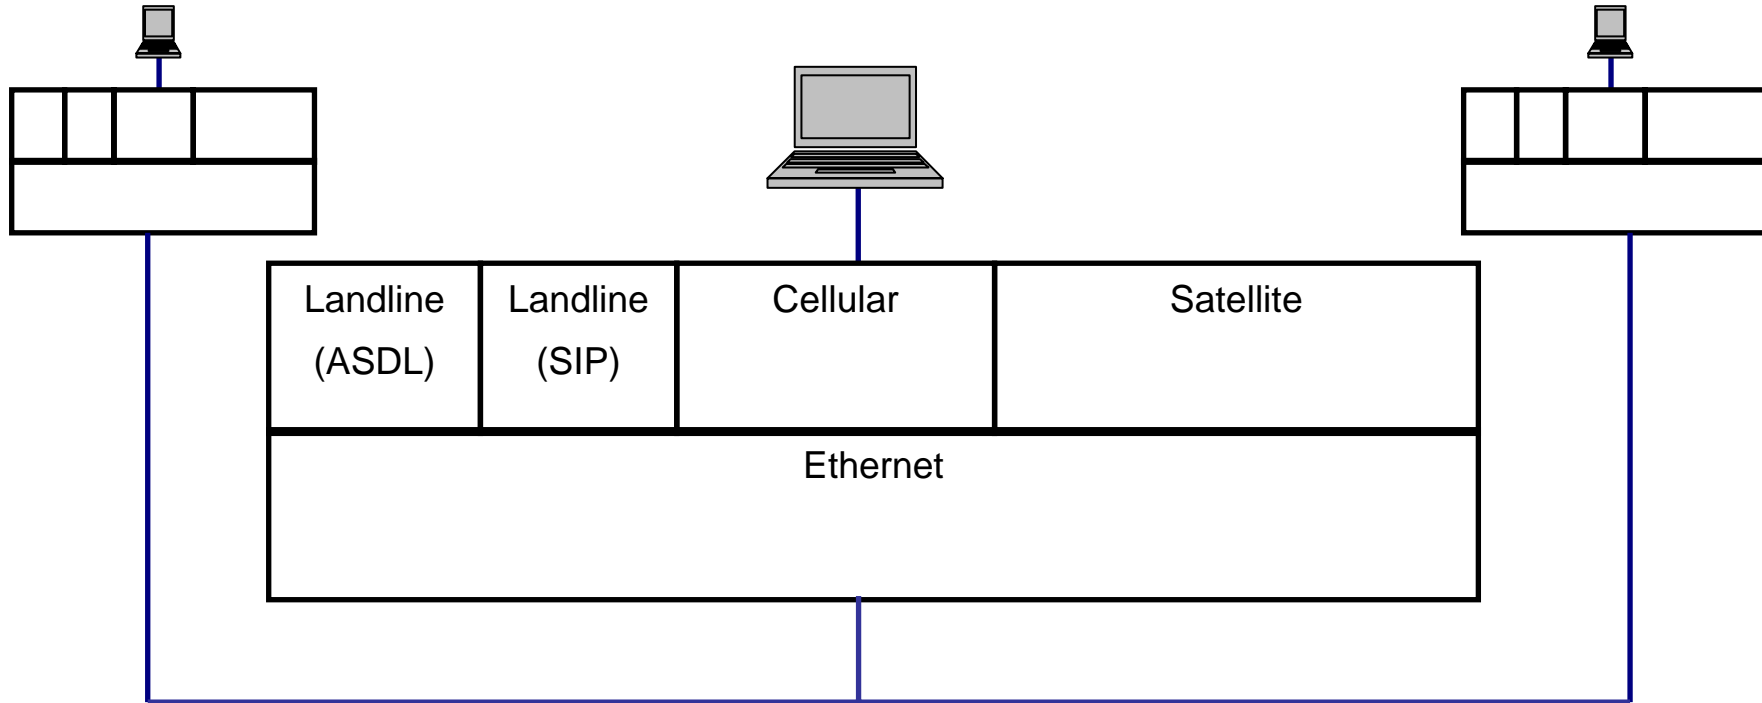 Landline
(ASDL)
Landline
(SIP)
Cellular
Satellite
Ethernet